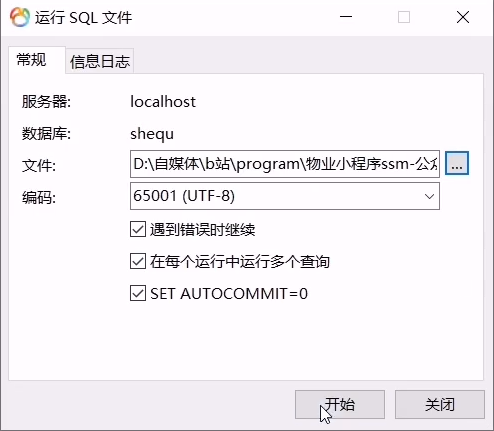 运行 SQL 文件
常规 信息日志
服务器: localhost
数据库: shequ
文件: D:\自媒体\b站\program\物业小程序ssm-公众 ...
编码: 65001 (UTF-8)
遇到错误时继续
在每个运行中运行多个查询
SET AUTOCOMMIT=0
开始 关闭